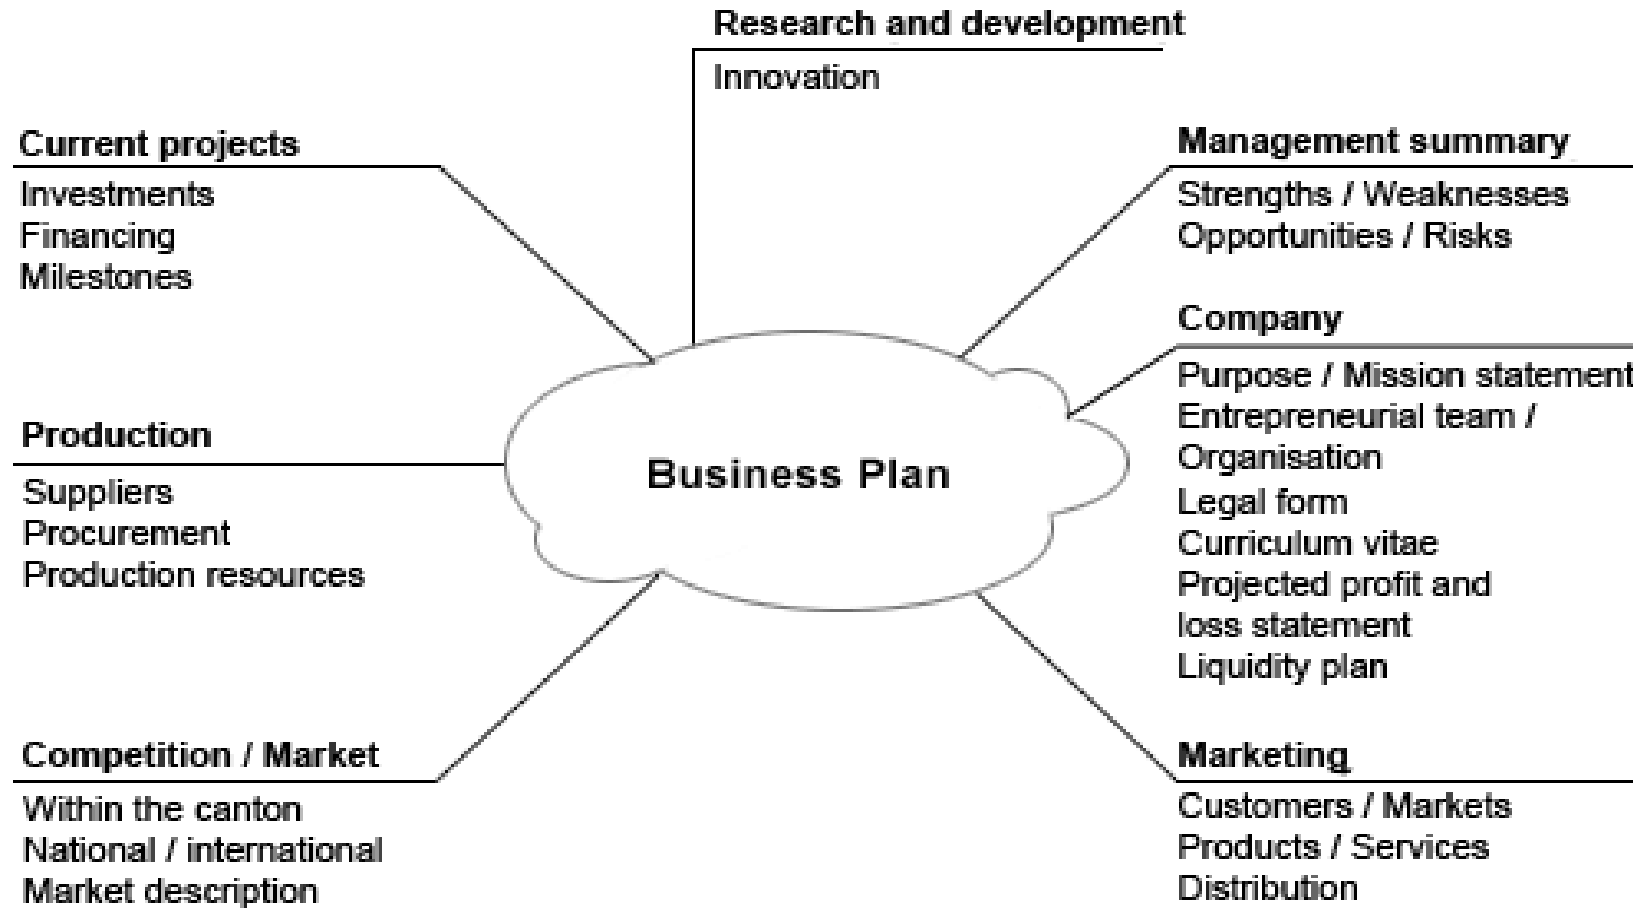 Research and development
Innovation
Current projects
Investments
Financing
Milestones
Management summary
Strengths / Weaknesses
Opportunities / Risks
Company
Purpose / Mission statement
Entrepreneurial team /
Organisation
Legal form
Curriculum vitae
Projected profit and
loss statement
Liquidity plan
Production
Suppliers
Procurement
Production resources
Business Plan
Competition / Market
Within the canton
National / international
Market description
Marketing
Customers / Markets
Products / Services
Distribution